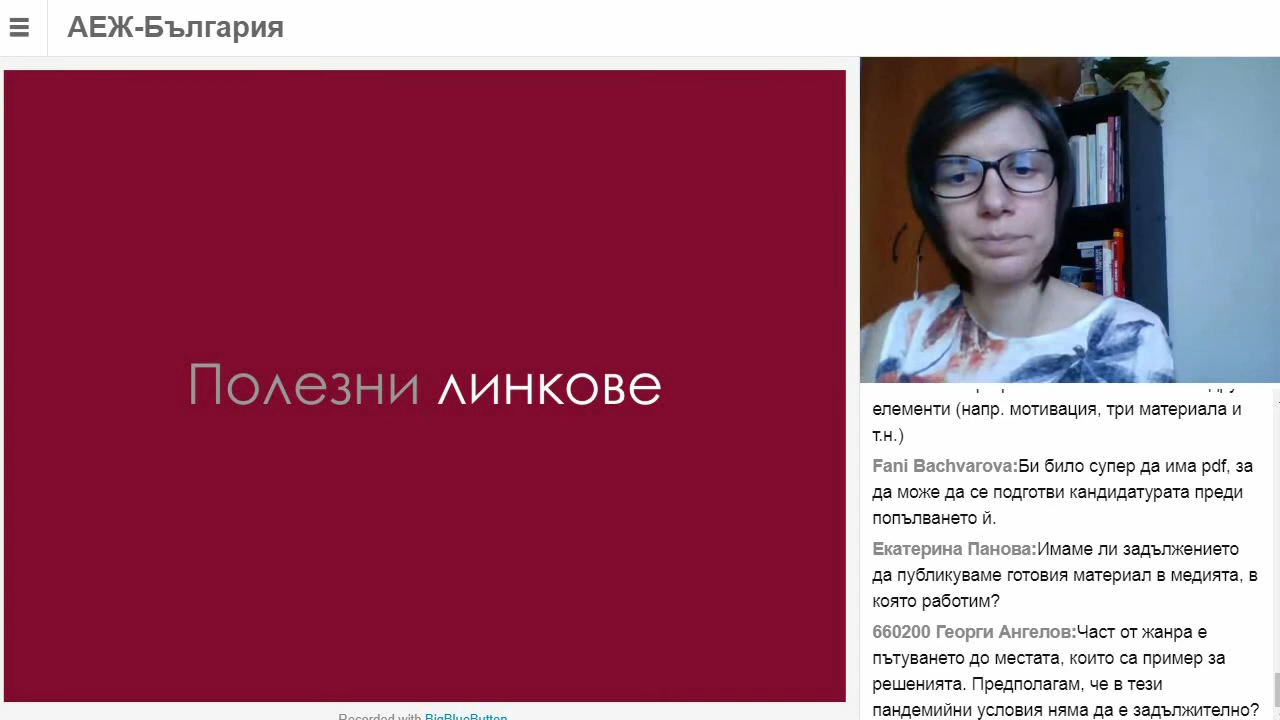 АЕЖ-България
Полезни линкове
елементи (напр. мотивация, три материала и
т.н.)
Fani Bachvarova:Би било супер да има pdf, за
да може да се подготви кандидатурата преди
попълването й.
Екатерина Панова:Имаме ли задължението
да публикуваме готовия материал в медията, в
която работим?
660200 Георги Ангелов:Част от жанра е
пътуването до местата, които са пример за
решенията. Предполагам, че в тези
пандемийни условия няма да е задължително?
Recorded with BigBlueButton